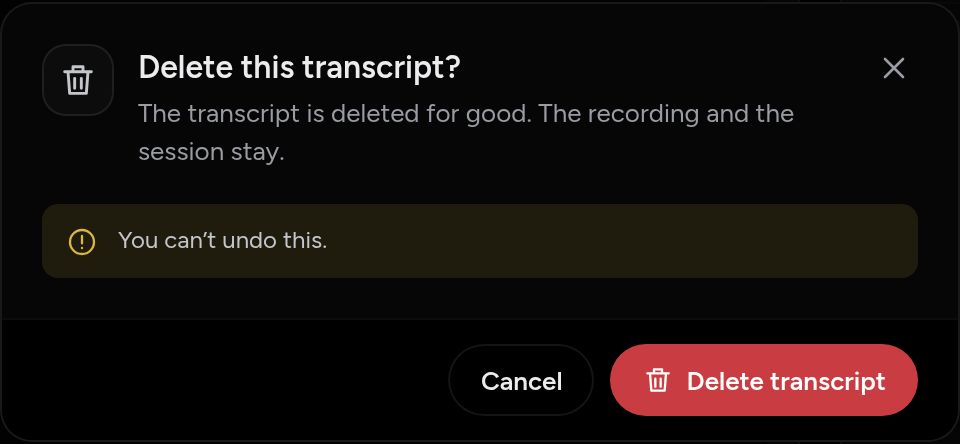 Delete this transcript?
The transcript is deleted for good. The recording and the
session stay.
You can’t undo this.
Cancel
Delete transcript